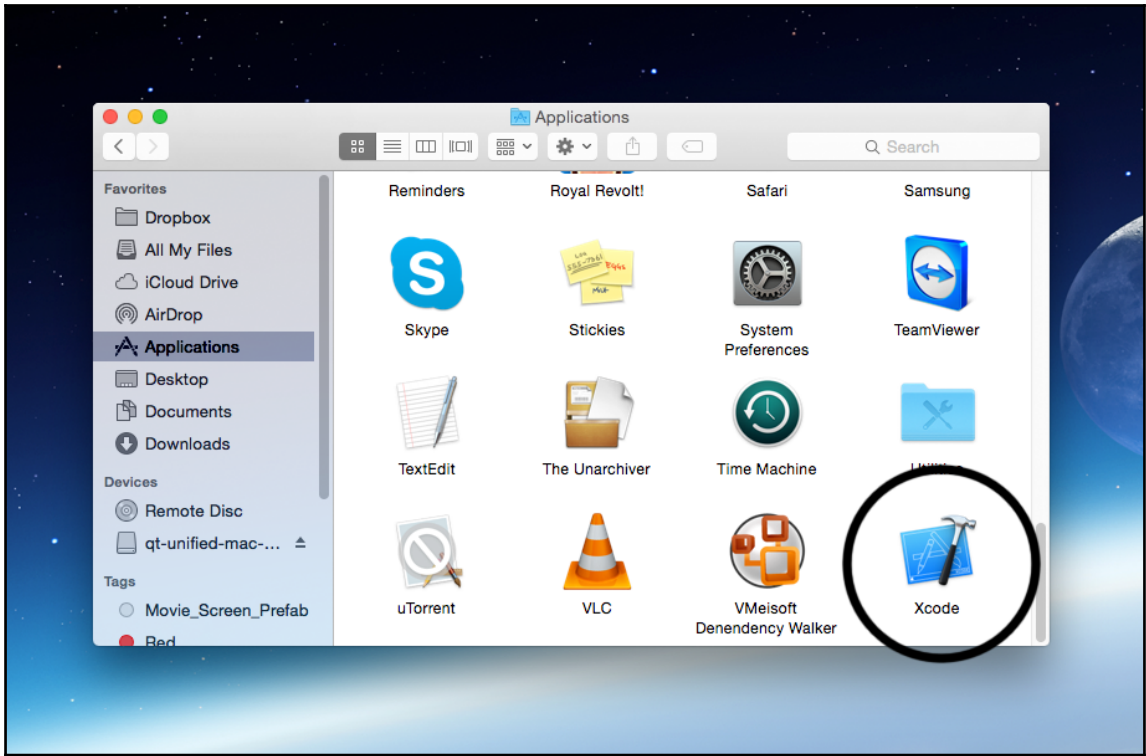 Applications
Search
Favorites
Dropbox
All My Files
iCloud Drive
AirDrop
Applications
Desktop
Documents
Downloads
Devices
Remote Disc
qt-unified-mac-...
Tags
Movie_Screen_Prefab
Red
Reminders
Royal Revolt!
Safari
Samsung
Skype
Stickies
System
Preferences
TeamViewer
TextEdit
The Unarchiver
Time Machine
Utilities
uTorrent
VLC
VMeisoft
Denendency Walker
Xcode